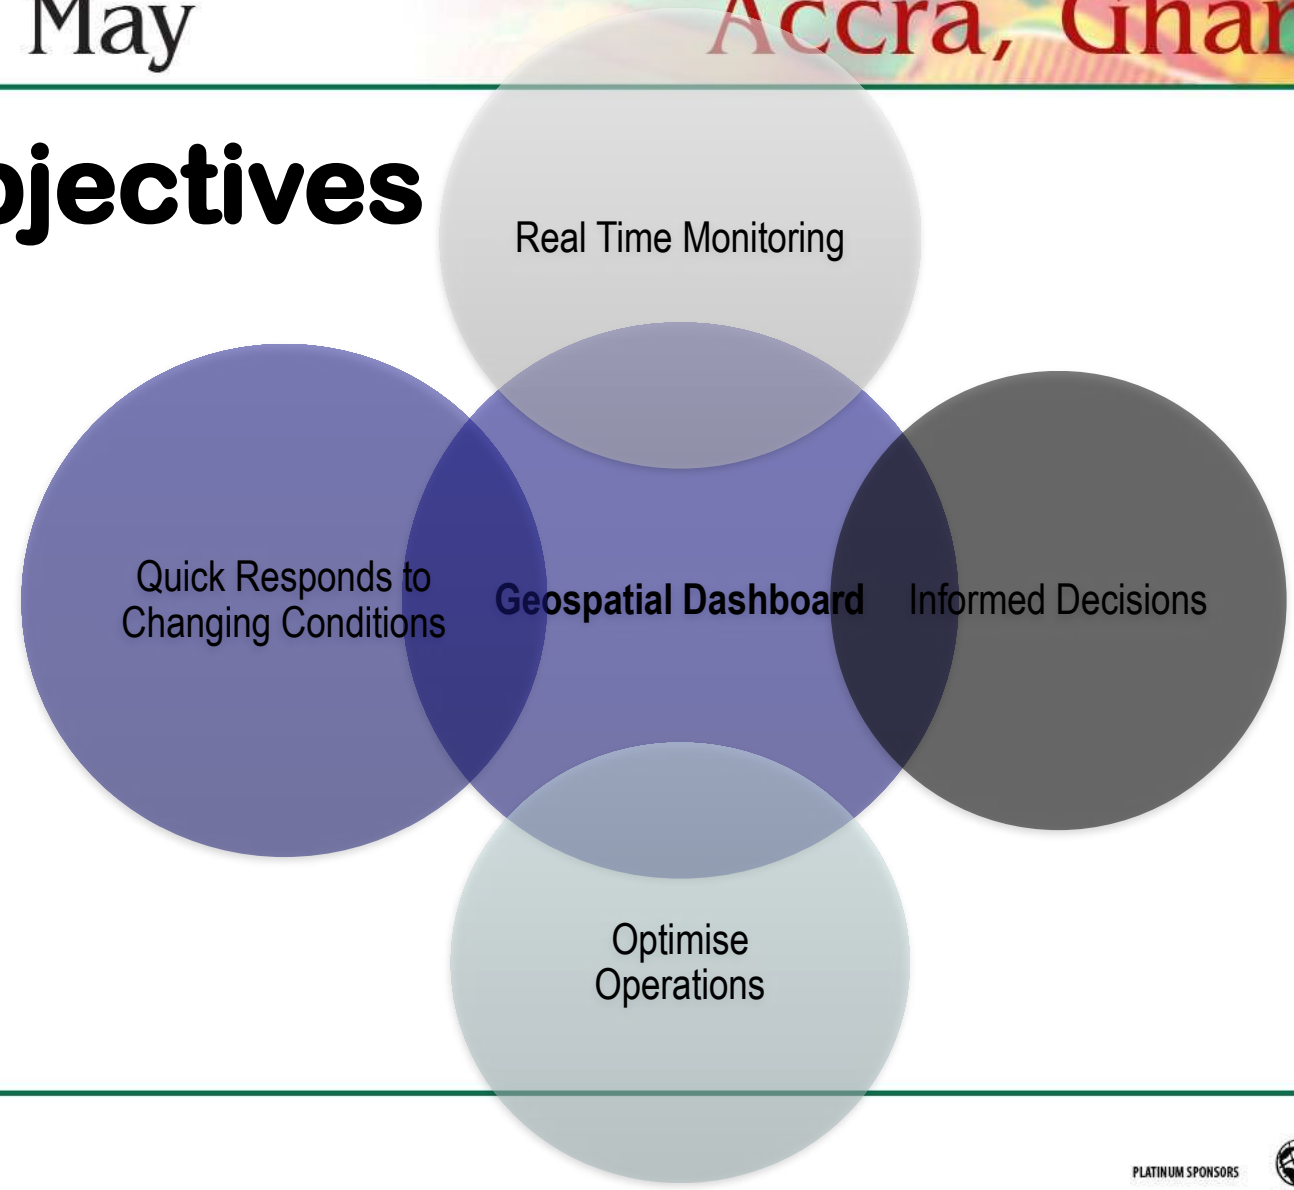 May
Accra, Ghan
bjectives
Real Time Monitoring
Quick Responds to
Changing Conditions
Geospatial Dashboard
Informed Decisions
Optimise
Operations
PLATINUM SPONSORS